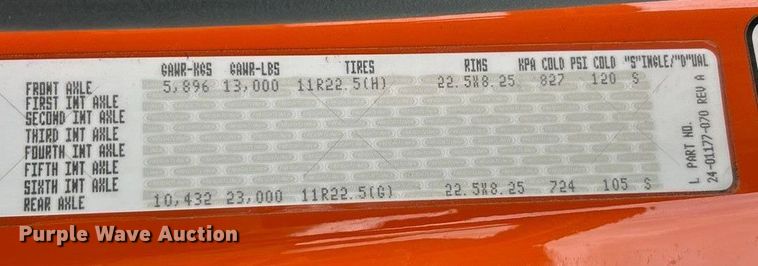 GAWR-KGS GAWR-LBS TIRES RIMS KPA COLD PSI COLD "S"INGLE/"D"UAL
FRONT AXLE 5,896 13,000 11R22.5(H) 22.5X8.25 827 120 S
FIRST INT AXLE
SECOND INT AXLE
THIRD INT AXLE
FOURTH INT AXLE
FIFTH INT AXLE
SIXTH INT AXLE
REAR AXLE 10,432 23,000 11R22.5(G) 22.5X8.25 724 105 S
L PART NO.
24-01177-070 REV A
Purple Wave Auction